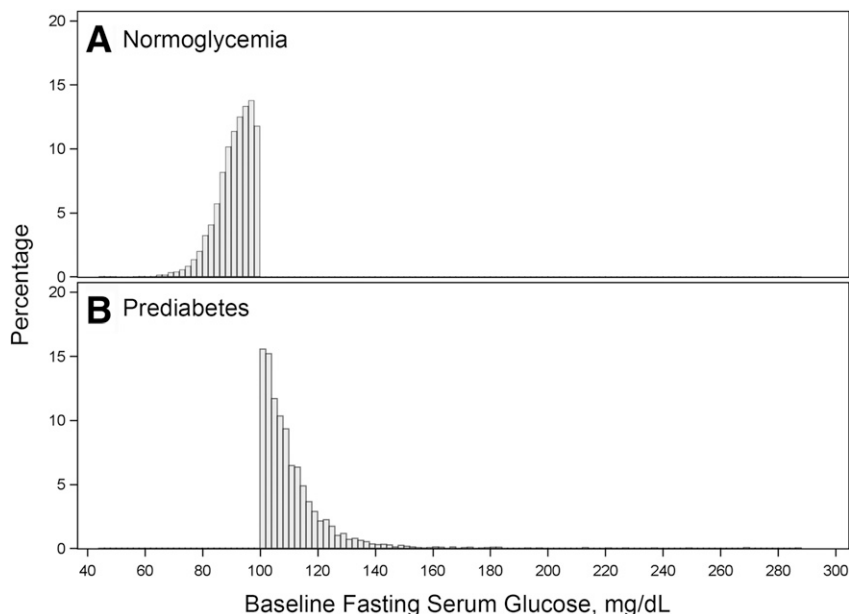 A Normoglycemia
20
15
10
5
0
Percentage
B Prediabetes
20
15
10
5
0
40 60 80 100 120 140 160 180 200 220 240 260 280 300
Baseline Fasting Serum Glucose, mg/dL